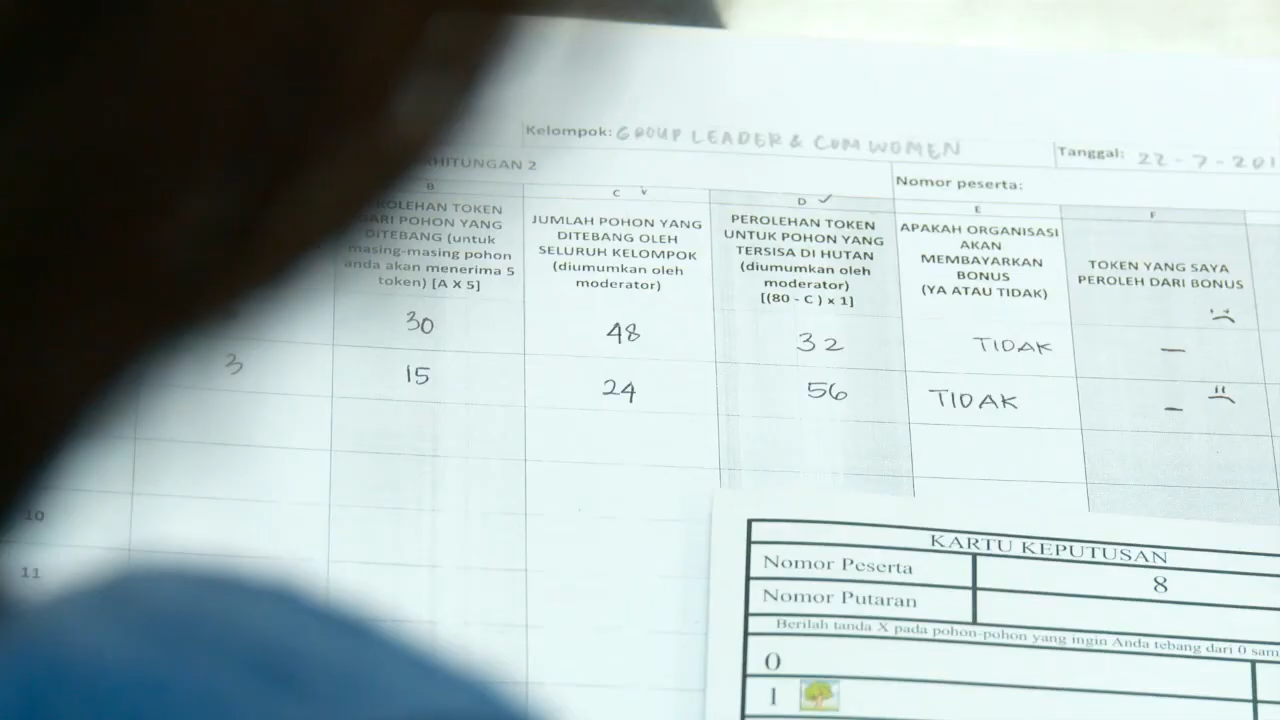 Kelompok: GROUP LEADER & COM WOMEN
Tanggal: 22-7-201
HITUNGAN 2
Nomor peserta:
B
C
D ✓
E
F
OLEHAN TOKEN
DARI POHON YANG
DITEBANG (untuk
masing-masing pohon
anda akan menerima 5
token) [A X 5]
JUMLAH POHON YANG
DITEBANG OLEH
SELURUH KELOMPOK
(diumumkan oleh
moderator)
PEROLEHAN TOKEN
UNTUK POHON YANG
TERSISA DI HUTAN
(diumumkan oleh
moderator)
[(80 - C ) x 1]
APAKAH ORGANISASI
AKAN
MEMBAYARKAN
BONUS
(YA ATAU TIDAK)
TOKEN YANG SAYA
PEROLEH DARI BONUS
30
48
32
TIDAK
–
3
15
24
56
TIDAK
–
10
11
KARTU KEPUTUSAN
Nomor Peserta
8
Nomor Putaran
Berilah tanda X pada pohon-pohon yang ingin Anda tebang dari 0 sam
0
1